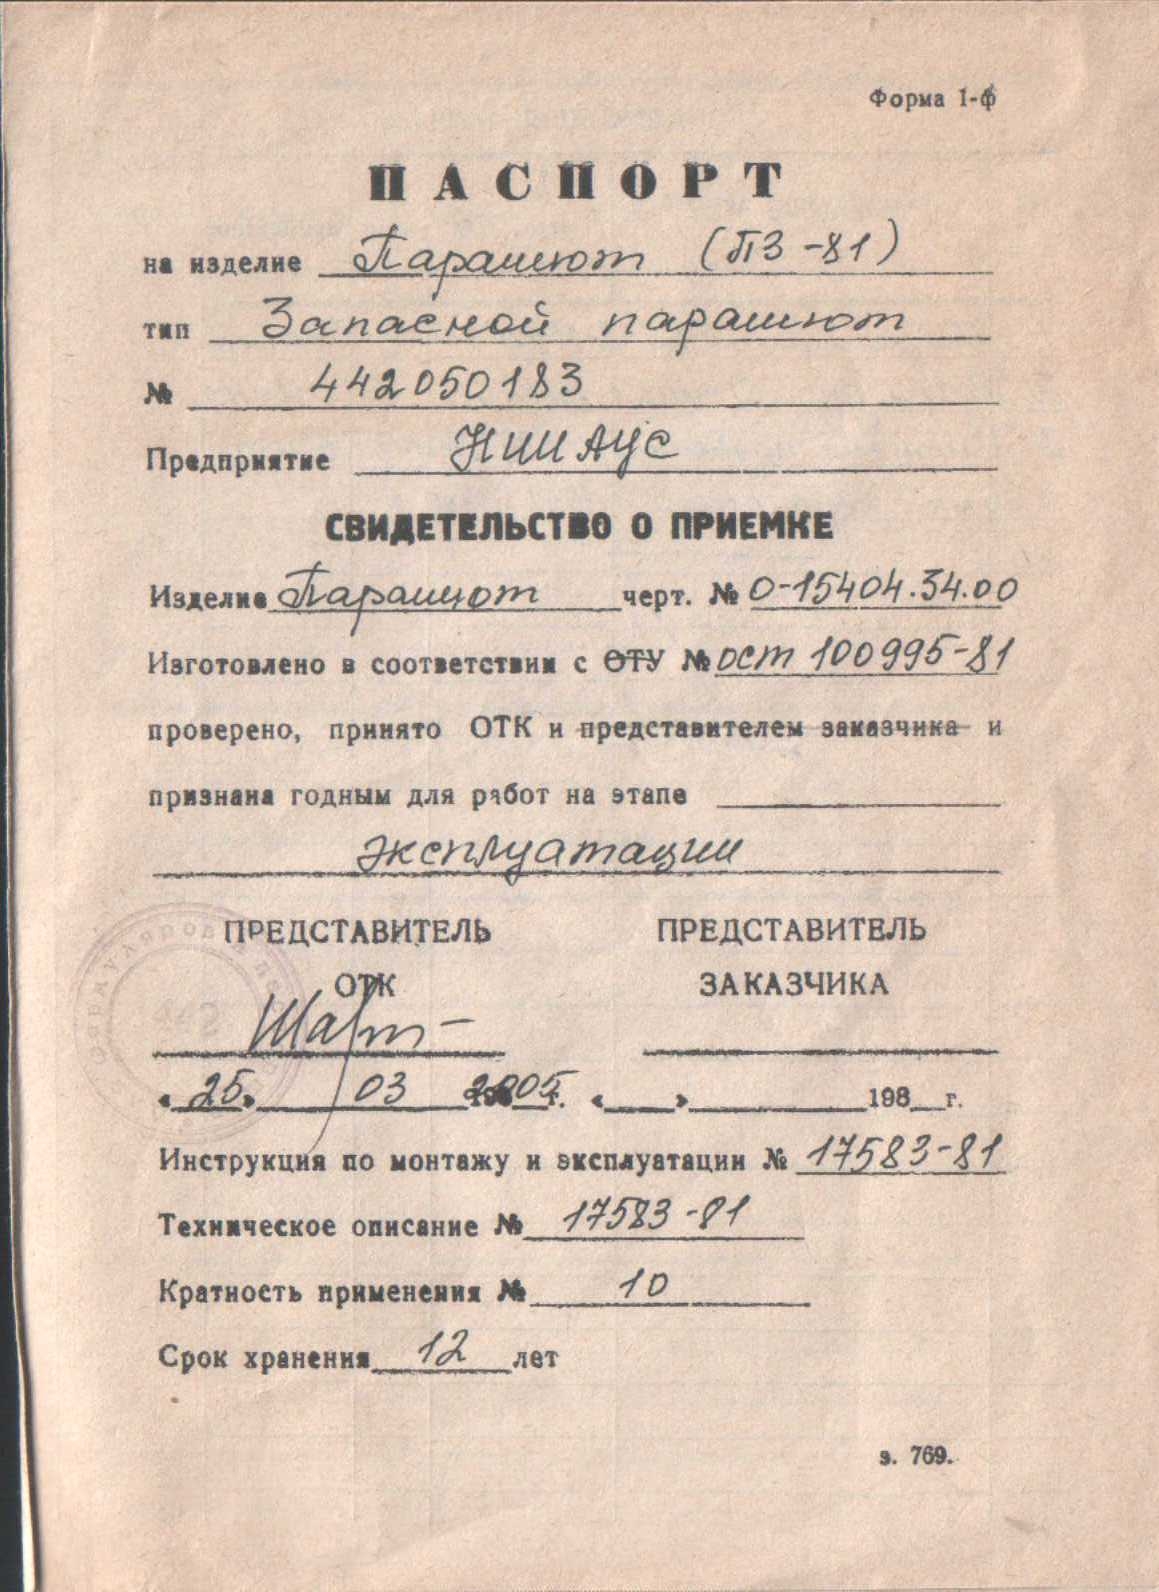 Форма 1-ф
ПАСПОРТ
на изделие Парашют (ПЗ-81)
тип Запасной парашют
№ 442050183
Предприятие НИИ АУС
СВИДЕТЕЛЬСТВО О ПРИЕМКЕ
Изделие Парашют черт. № 0-15404.34.00
Изготовлено в соответствии с ОТУ № ост 100995-81
проверено, принято ОТК и представителем заказчика и
признана годным для работ на этапе
эксплуатации
ПРЕДСТАВИТЕЛЬ ПРЕДСТАВИТЕЛЬ
ОТК ЗАКАЗЧИКА
«25» 03 2005 г. « » 198 г.
Инструкция по монтажу и эксплуатации № 17583-81
Техническое описание № 17583-81
Кратность применения № 10
Срок хранения 12 лет
з. 769.